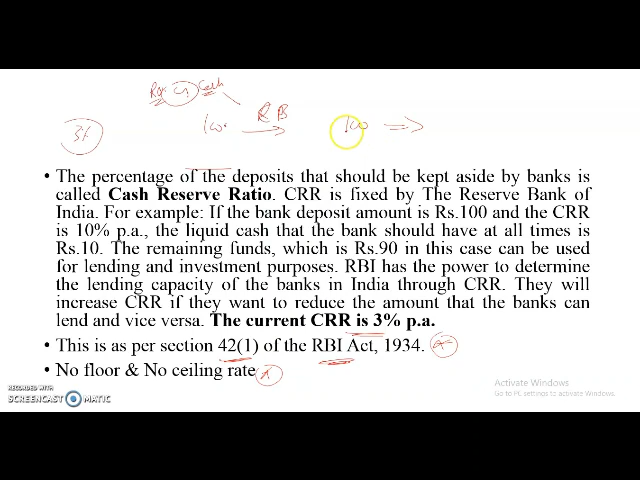 Cash
100
3%
100
• The percentage of the deposits that should be kept aside by banks is
called Cash Reserve Ratio. CRR is fixed by The Reserve Bank of
India. For example: If the bank deposit amount is Rs.100 and the CRR
is 10% p.a., the liquid cash that the bank should have at all times is
Rs.10. The remaining funds, which is Rs.90 in this case can be used
for lending and investment purposes. RBI has the power to determine
the lending capacity of the banks in India through CRR. They will
increase CRR if they want to reduce the amount that the banks can
lend and vice versa. The current CRR is 3% p.a.
• This is as per section 42(1) of the RBI Act, 1934.
• No floor & No ceiling rate
Activate Windows
Go to PC settings to activate Windows.
RECORDED WITH
SCREENCAST MATIC